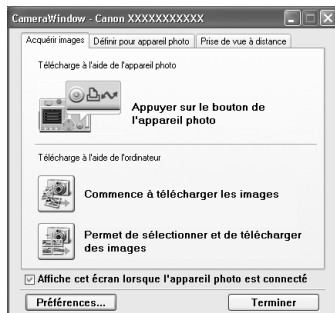 CameraWindow - Canon XXXXXXXXXXX
Acquérir images
Définir pour appareil photo
Prise de vue à distance
Télécharge à l'aide de l'appareil photo
Appuyer sur le bouton de
l'appareil photo
Télécharge à l'aide de l'ordinateur
Commence à télécharger les images
Permet de sélectionner et de télécharger
des images
Affiche cet écran lorsque l'appareil photo est connecté
Préférences...
Terminer